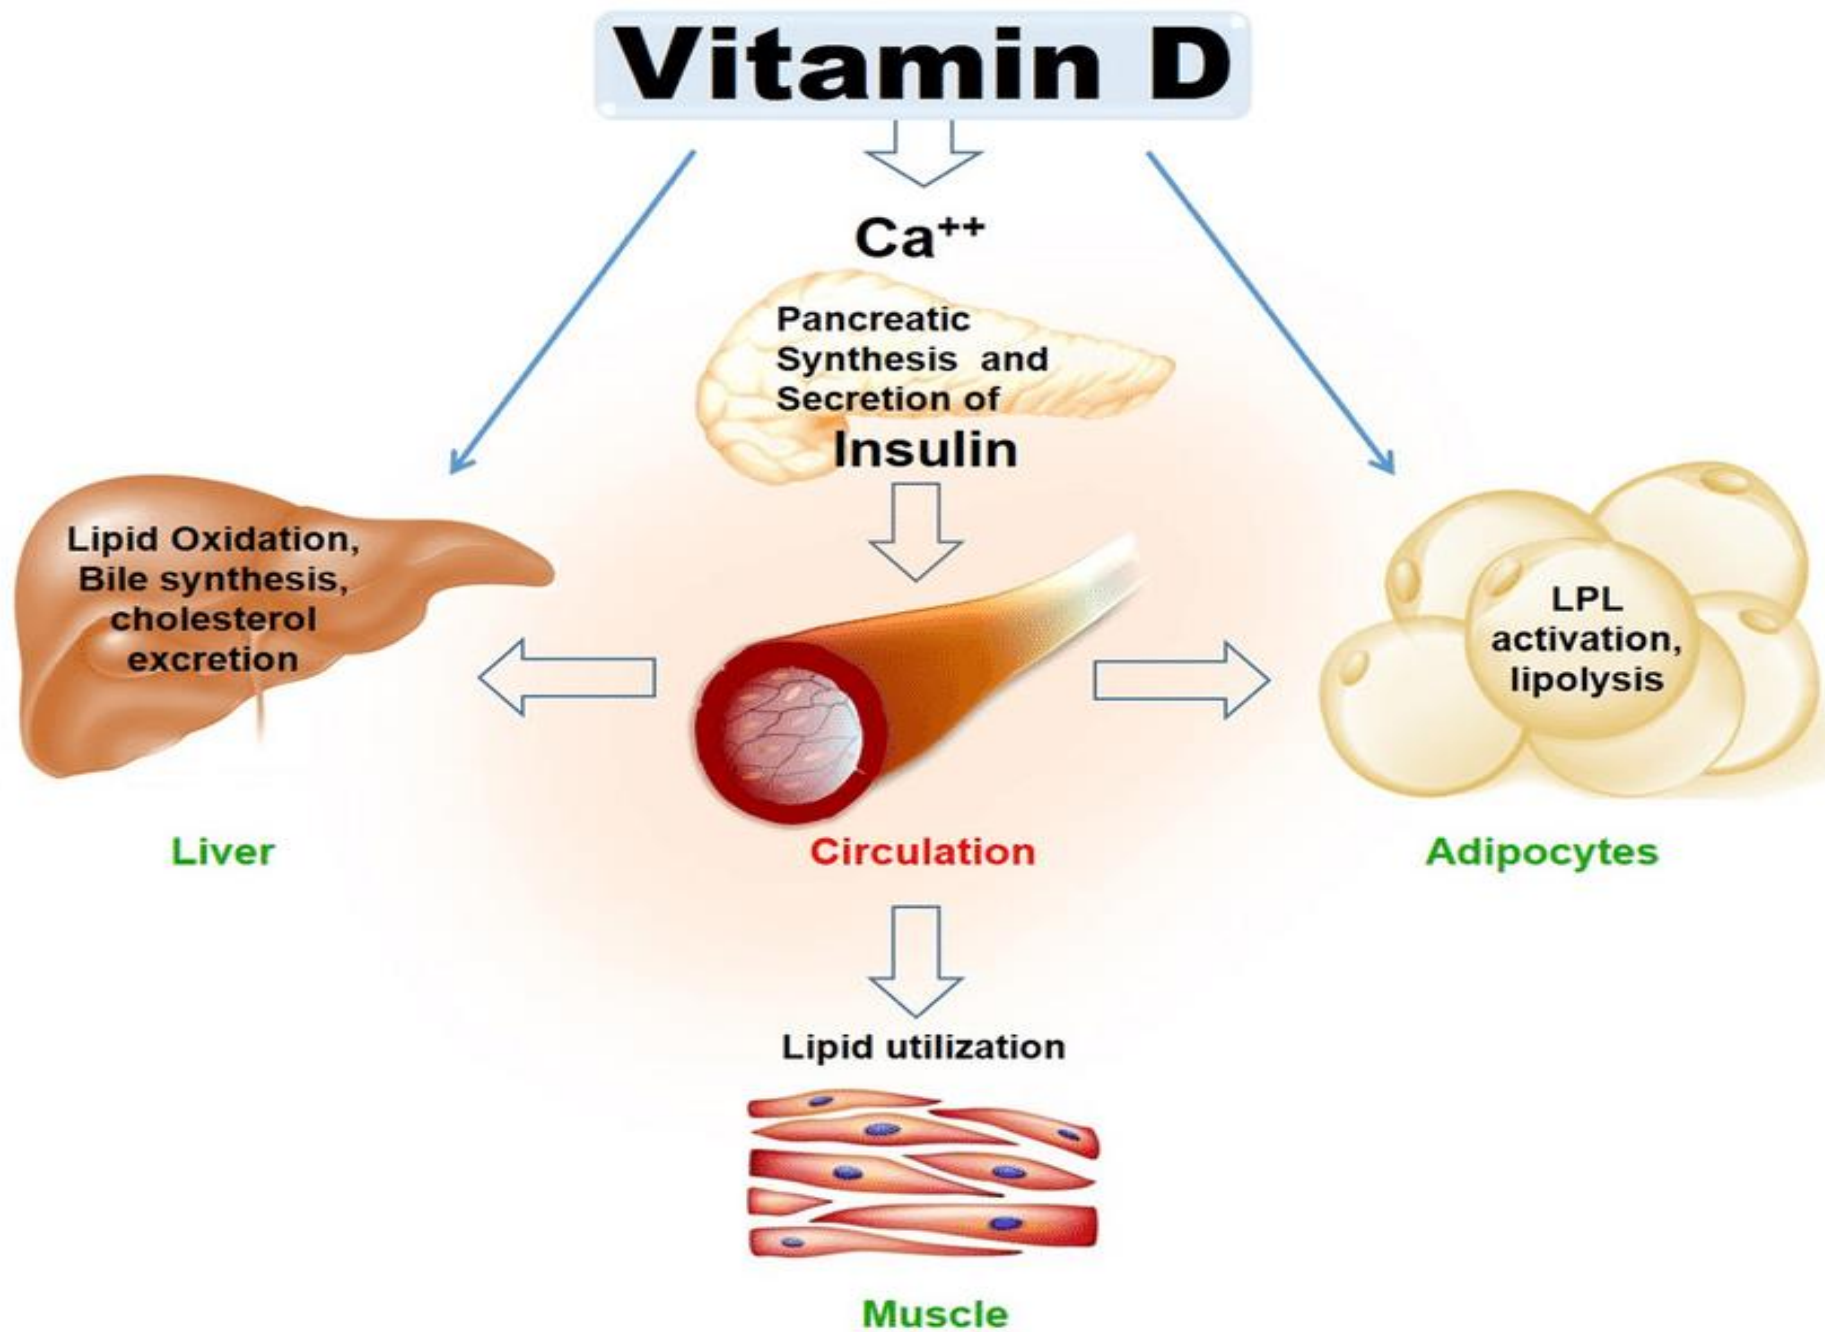 Vitamin D
Ca++
Pancreatic
Synthesis and
Secretion of
Insulin
Lipid Oxidation,
Bile synthesis,
cholesterol
excretion
LPL
activation,
lipolysis
Liver
Circulation
Adipocytes
Lipid utilization
Muscle